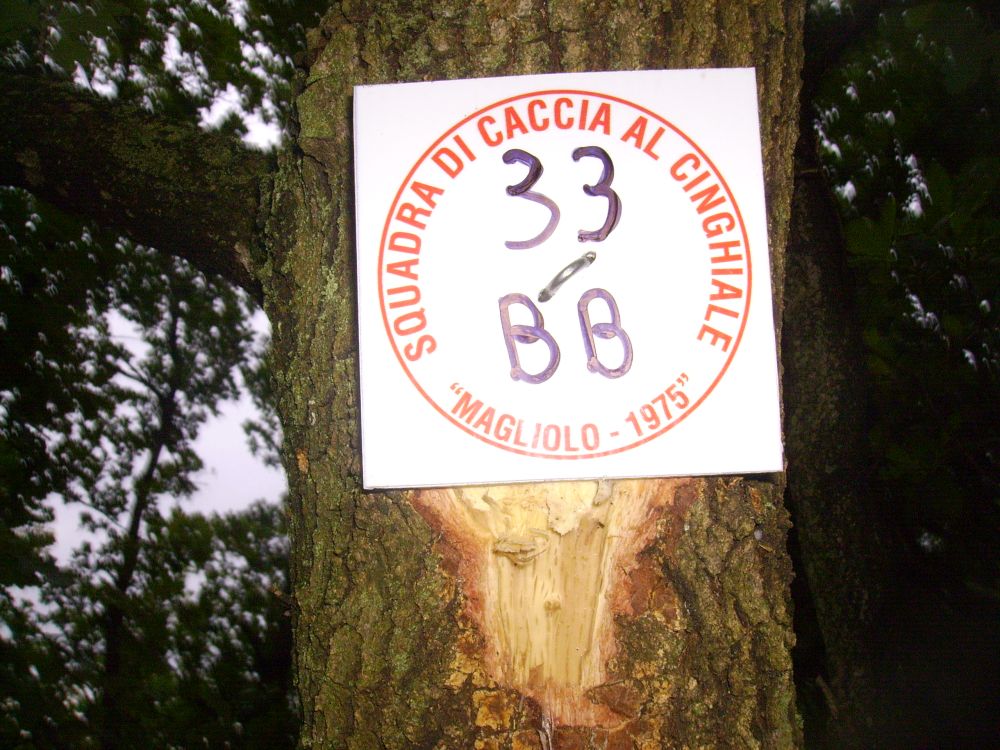 SQUADRA DI CACCIA AL CINGHIALE
33
BB
"MAGLIOLO - 1975"